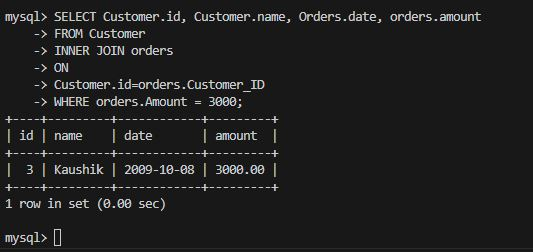 mysql> SELECT Customer.id, Customer.name, Orders.date, orders.amount
    -> FROM Customer
    -> INNER JOIN orders
    -> ON
    -> Customer.id=orders.Customer_ID
    -> WHERE orders.Amount = 3000;
+----+---------+------------+---------+
| id | name    | date       | amount  |
+----+---------+------------+---------+
|  3 | Kaushik | 2009-10-08 | 3000.00 |
+----+---------+------------+---------+
1 row in set (0.00 sec)
mysql>